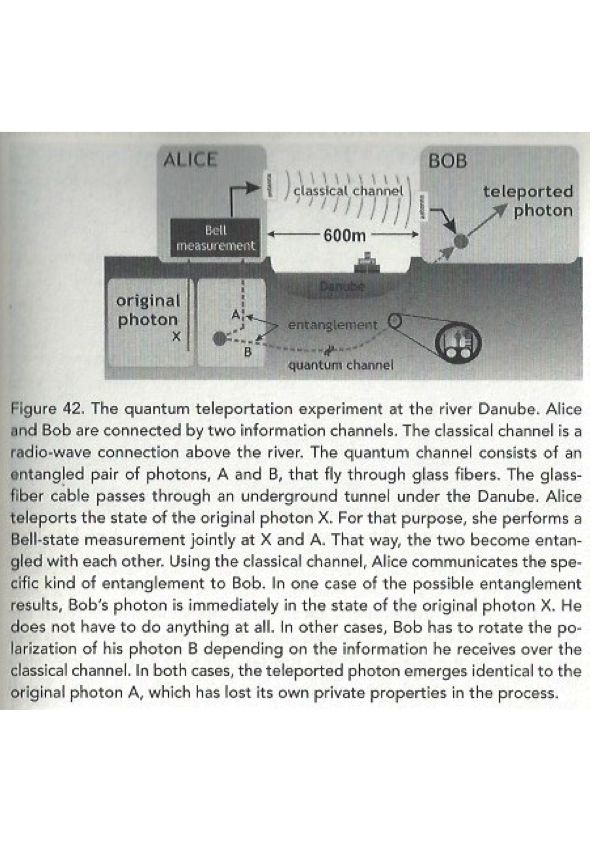 ALICE
BOB
classical channel
antenna
antenna
teleported
photon
Bell
measurement
600m
Danube
original
photon
X
A
entanglement
B
quantum channel
Figure 42. The quantum teleportation experiment at the river Danube. Alice
and Bob are connected by two information channels. The classical channel is a
radio-wave connection above the river. The quantum channel consists of an
entangled pair of photons, A and B, that fly through glass fibers. The glass-
fiber cable passes through an underground tunnel under the Danube. Alice
teleports the state of the original photon X. For that purpose, she performs a
Bell-state measurement jointly at X and A. That way, the two become entan-
gled with each other. Using the classical channel, Alice communicates the spe-
cific kind of entanglement to Bob. In one case of the possible entanglement
results, Bob's photon is immediately in the state of the original photon X. He
does not have to do anything at all. In other cases, Bob has to rotate the po-
larization of his photon B depending on the information he receives over the
classical channel. In both cases, the teleported photon emerges identical to the
original photon A, which has lost its own private properties in the process.